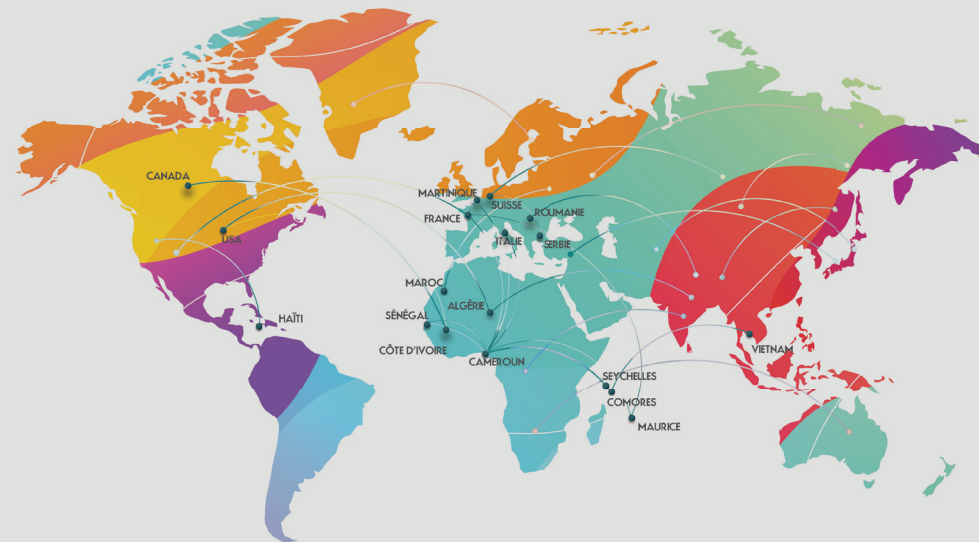 CANADA
USA
HAÏTI
MARTINIQUE
SUISSE
FRANCE
ROUMANIE
ITALIE
SERBIE
MAROC
ALGÉRIE
SÉNÉGAL
CÔTE D'IVOIRE
CAMEROUN
VIETNAM
SEYCHELLES
COMORES
MAURICE